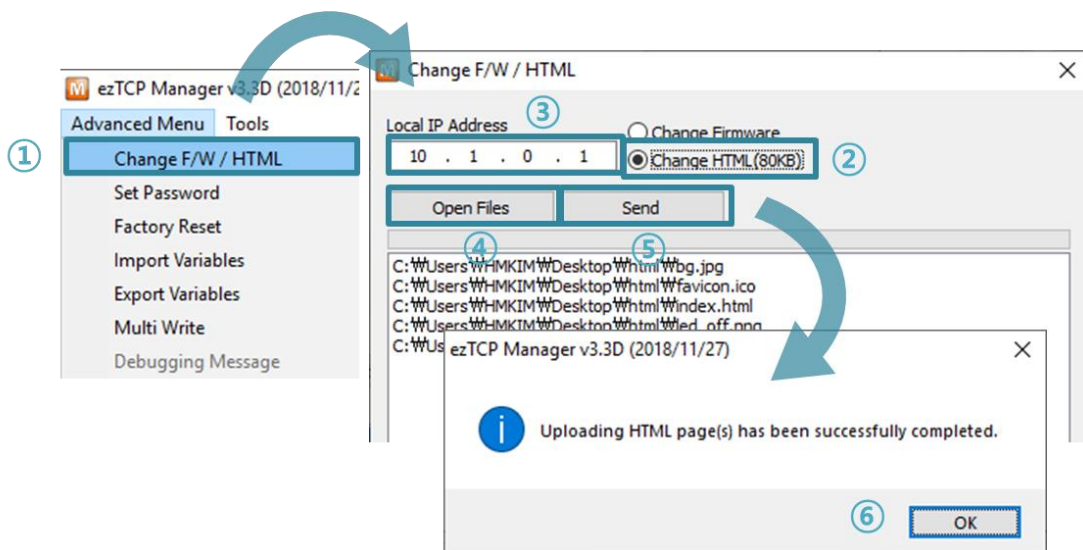 ezTCP Manager v3.3D (2018/11/2
Advanced Menu Tools
①
Change F/W / HTML
Set Password
Factory Reset
Import Variables
Export Variables
Multi Write
Debugging Message
Change F/W / HTML
Local IP Address
③
Change Firmware
10 . 1 . 0 . 1
Change HTML(80KB)
②
Open Files
Send
④
⑤
C:₩Users₩HMKIM₩Desktop₩html₩bg.jpg
C:₩Users₩HMKIM₩Desktop₩html₩favicon.ico
C:₩Users₩HMKIM₩Desktop₩html₩index.html
C:₩Users₩HMKIM₩Desktop₩html₩led_off.png
C:₩Us
ezTCP Manager v3.3D (2018/11/27)
Uploading HTML page(s) has been successfully completed.
⑥
OK